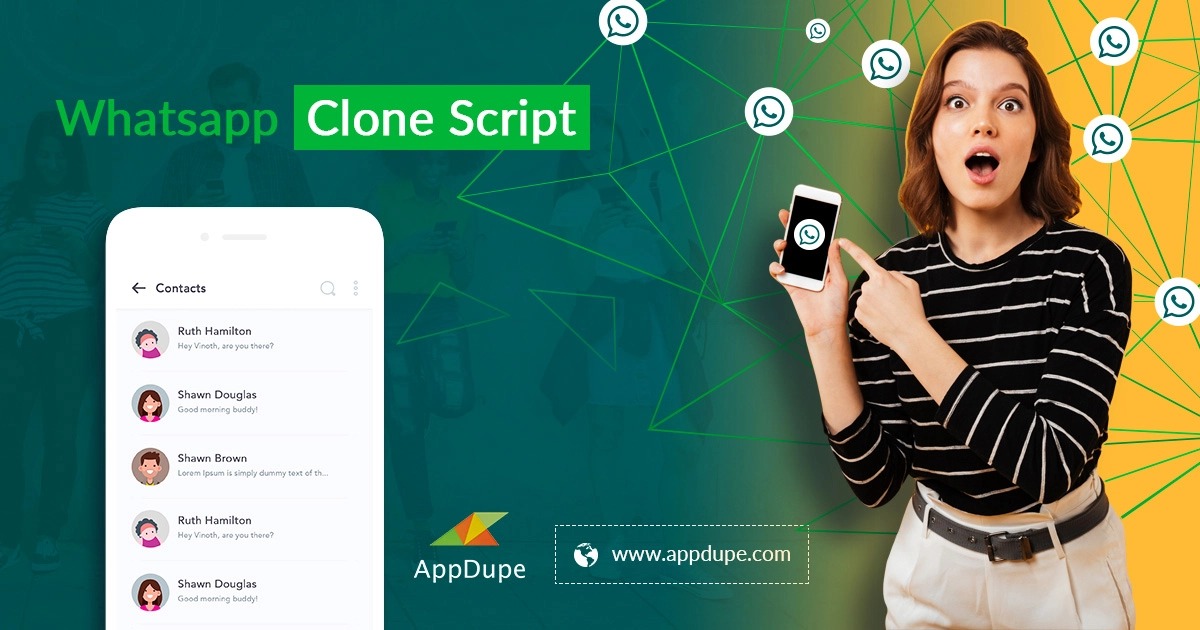 Whatsapp Clone Script
Contacts
Ruth Hamilton
Hey Vinoth, are you there?
Shawn Douglas
Good morning buddy!
Shawn Brown
Lorem Ipsum is simply dummy text of th...
Ruth Hamilton
Hey Vinoth, are you there?
Shawn Douglas
Good morning buddy!
AppDupe
www.appdupe.com